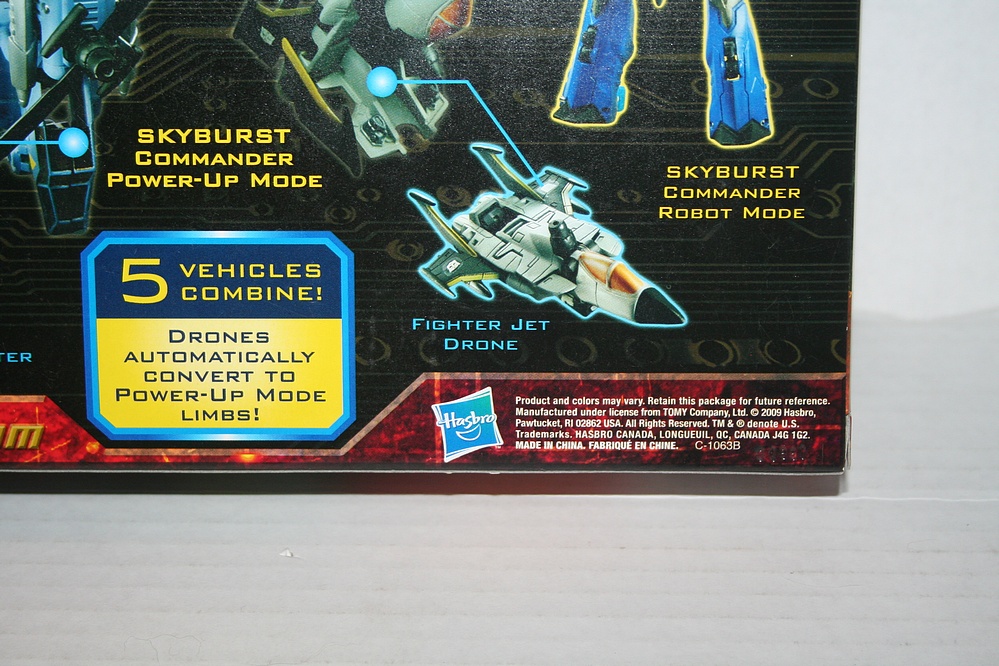 SKYBURST
COMMANDER
POWER-UP MODE
SKYBURST
COMMANDER
ROBOT MODE
5 VEHICLES
COMBINE!
DRONES
AUTOMATICALLY
CONVERT TO
POWER-UP MODE
LIMBS!
FIGHTER JET
DRONE
Hasbro
Product and colors may vary. Retain this package for future reference.
Manufactured under license from TOMY Company, Ltd. © 2009 Hasbro,
Pawtucket, RI 02862 USA. All Rights Reserved. TM & ® denote U.S.
Trademarks. HASBRO CANADA, LONGUEUIL, QC, CANADA J4G 1G2.
MADE IN CHINA. FABRIQUÉ EN CHINE. C-1063B